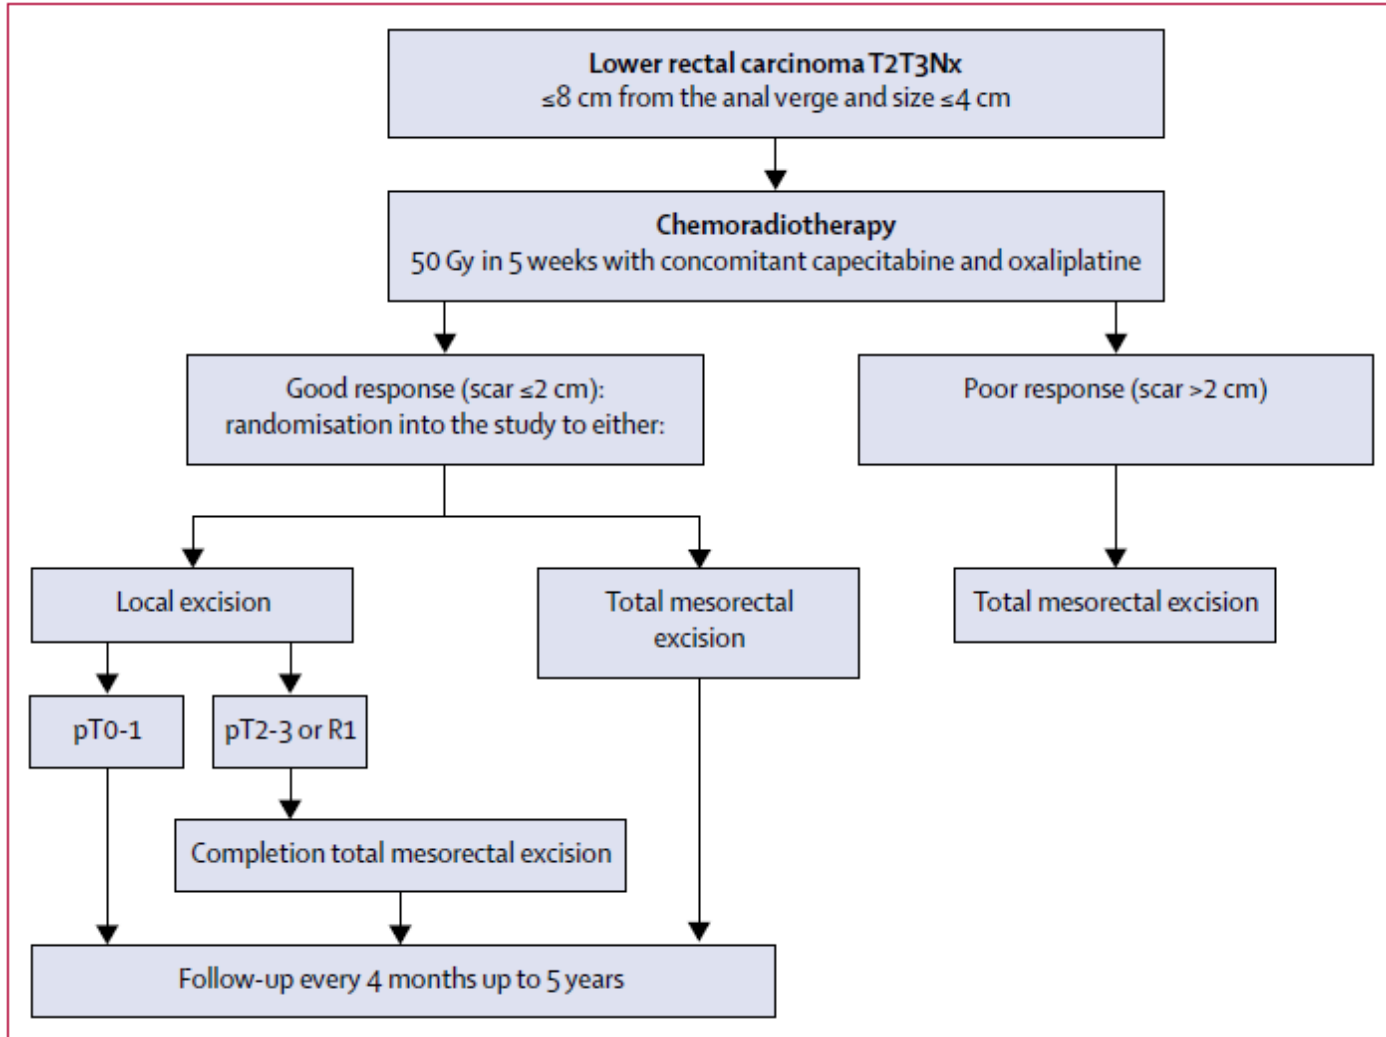 Lower rectal carcinoma T2T3Nx
≤8 cm from the anal verge and size ≤4 cm
Chemoradiotherapy
50 Gy in 5 weeks with concomitant capecitabine and oxaliplatine
Good response (scar ≤2 cm):
randomisation into the study to either:
Poor response (scar >2 cm)
Local excision
Total mesorectal
excision
Total mesorectal excision
pT0-1
pT2-3 or R1
Completion total mesorectal excision
Follow-up every 4 months up to 5 years